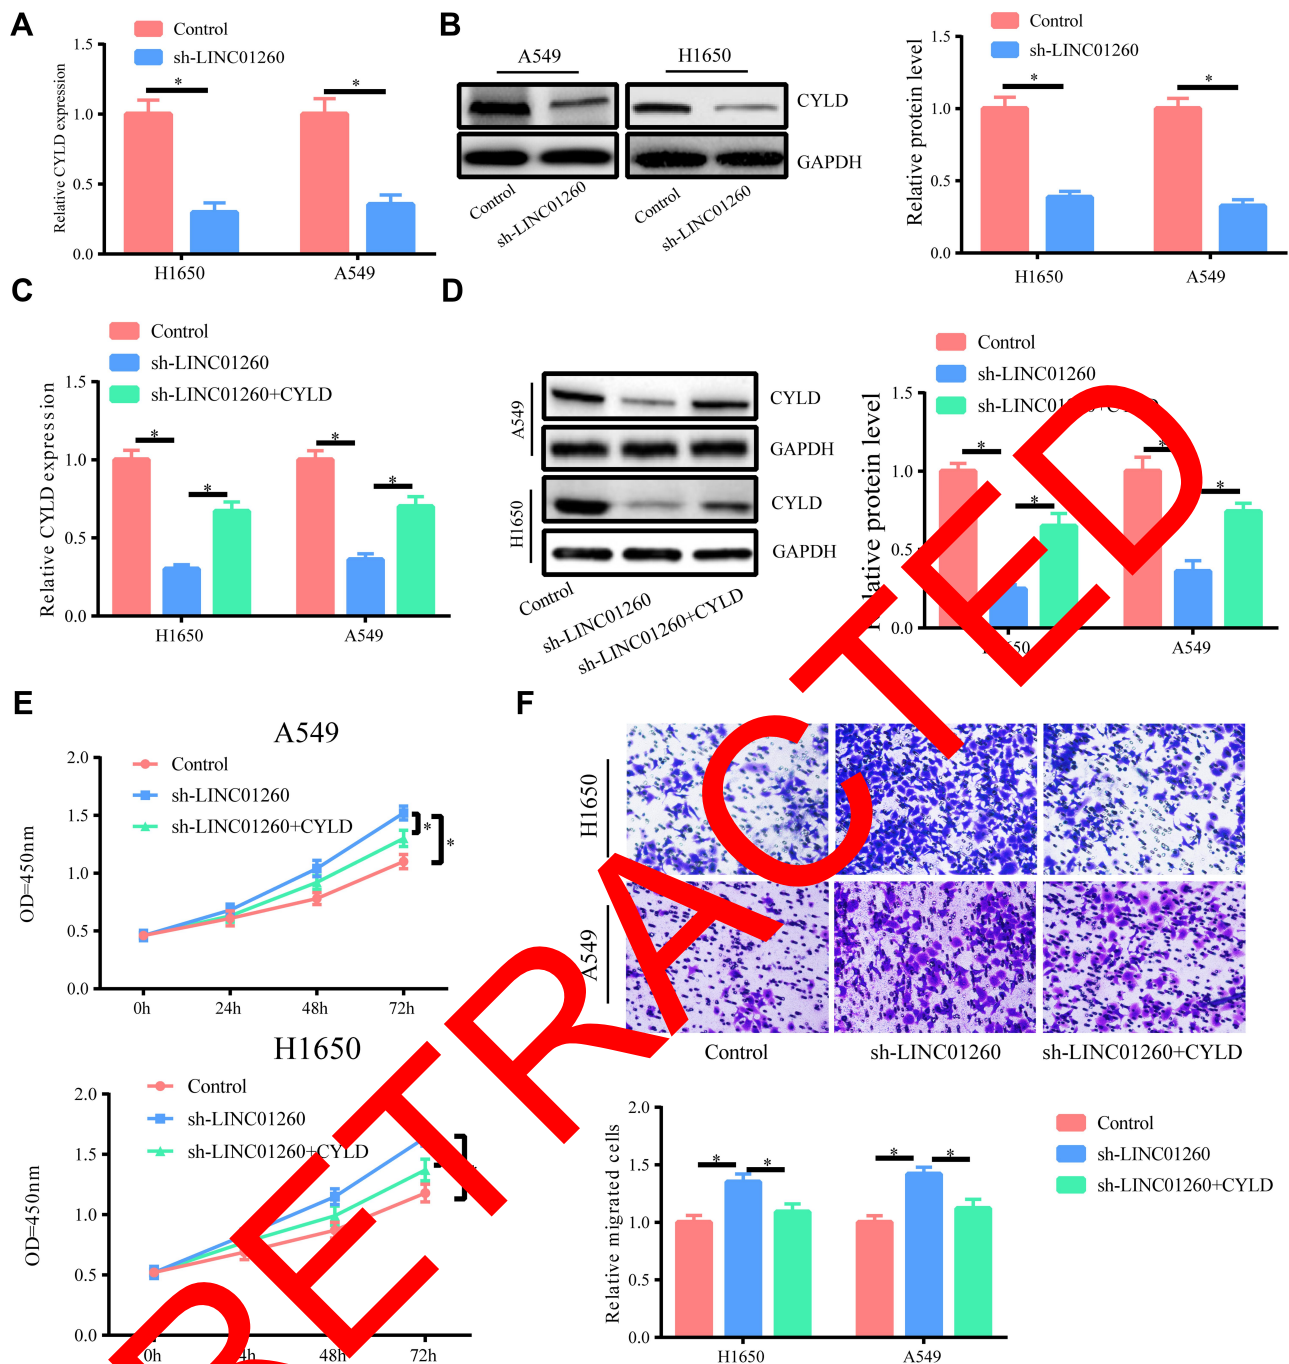 A
Control
sh-LINC01260
Relative CYLD expression
1.5
1.0
0.5
0.0
*
*
H1650
A549
B
A549
H1650
CYLD
GAPDH
Control
sh-LINC01260
Control
sh-LINC01260
Control
sh-LINC01260
Relative protein level
1.5
1.0
0.5
0.0
*
*
H1650
A549
C
Control
sh-LINC01260
sh-LINC01260+CYLD
Relative CYLD expression
1.5
1.0
0.5
0.0
*
*
*
*
H1650
A549
D
A549
H1650
CYLD
GAPDH
CYLD
GAPDH
Control
sh-LINC01260
sh-LINC01260+CYLD
Control
sh-LINC01260
sh-LINC01260+CYLD
Relative protein level
1.5
1.0
0.5
0.0
*
*
*
*
H1650
A549
E
A549
Control
sh-LINC01260
sh-LINC01260+CYLD
OD=450nm
2.0
1.5
1.0
0.5
0.0
*
*
0h
24h
48h
72h
H1650
Control
sh-LINC01260
sh-LINC01260+CYLD
OD=450nm
2.0
1.5
1.0
0.5
0.0
0h
48h
72h
F
H1650
A549
Control
sh-LINC01260
sh-LINC01260+CYLD
Relative migrated cells
2.0
1.5
1.0
0.5
0.0
*
*
*
*
H1650
A549
Control
sh-LINC01260
sh-LINC01260+CYLD
RETRACTED